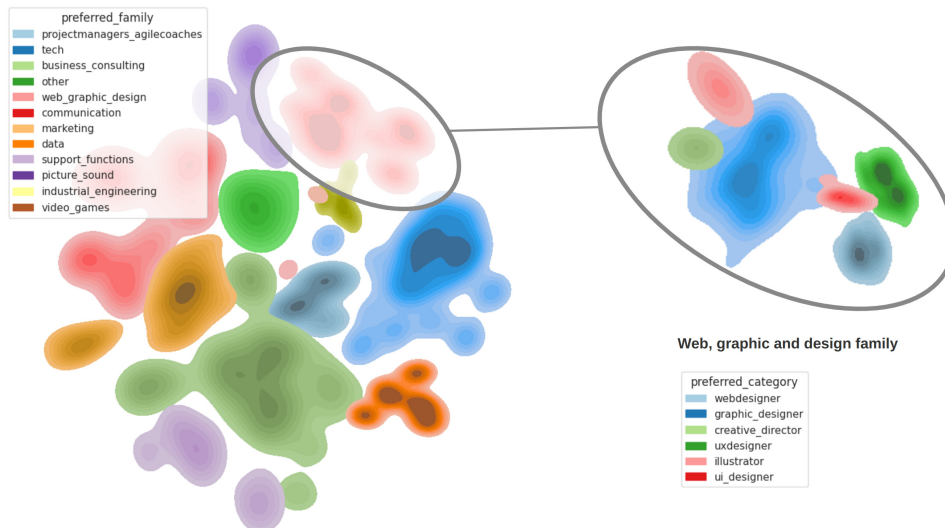 preferred_family
projectmanagers_agilecoaches
tech
business_consulting
other
web_graphic_design
communication
marketing
data
support_functions
picture_sound
industrial_engineering
video_games
Web, graphic and design family
preferred_category
webdesigner
graphic_designer
creative_director
uxdesigner
illustrator
ui_designer